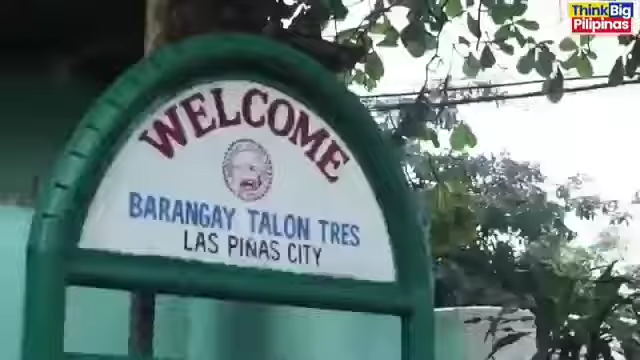 ThinkBig
Pilipinas
WELCOME
BARANGAY TALON TRES
LAS PIÑAS CITY